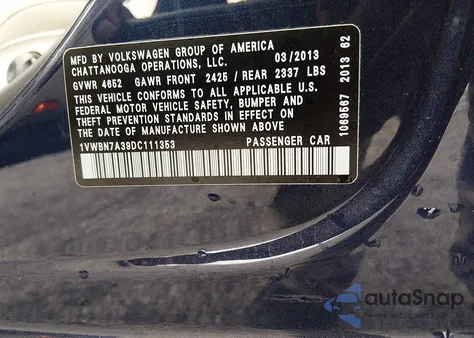 MFD BY VOLKSWAGEN GROUP OF AMERICA
CHATTANOOGA OPERATIONS, LLC. 03/2013
GVWR 4652 GAWR FRONT 2425 / REAR 2337 LBS
THIS VEHICLE CONFORMS TO ALL APPLICABLE U.S.
FEDERAL MOTOR VEHICLE SAFETY, BUMPER AND
THEFT PREVENTION STANDARDS IN EFFECT ON THE
DATE OF MANUFACTURE SHOWN ABOVE.
1VWBN7A39DC111353 PASSENGER CAR
1069567 2013 62
autoSnap